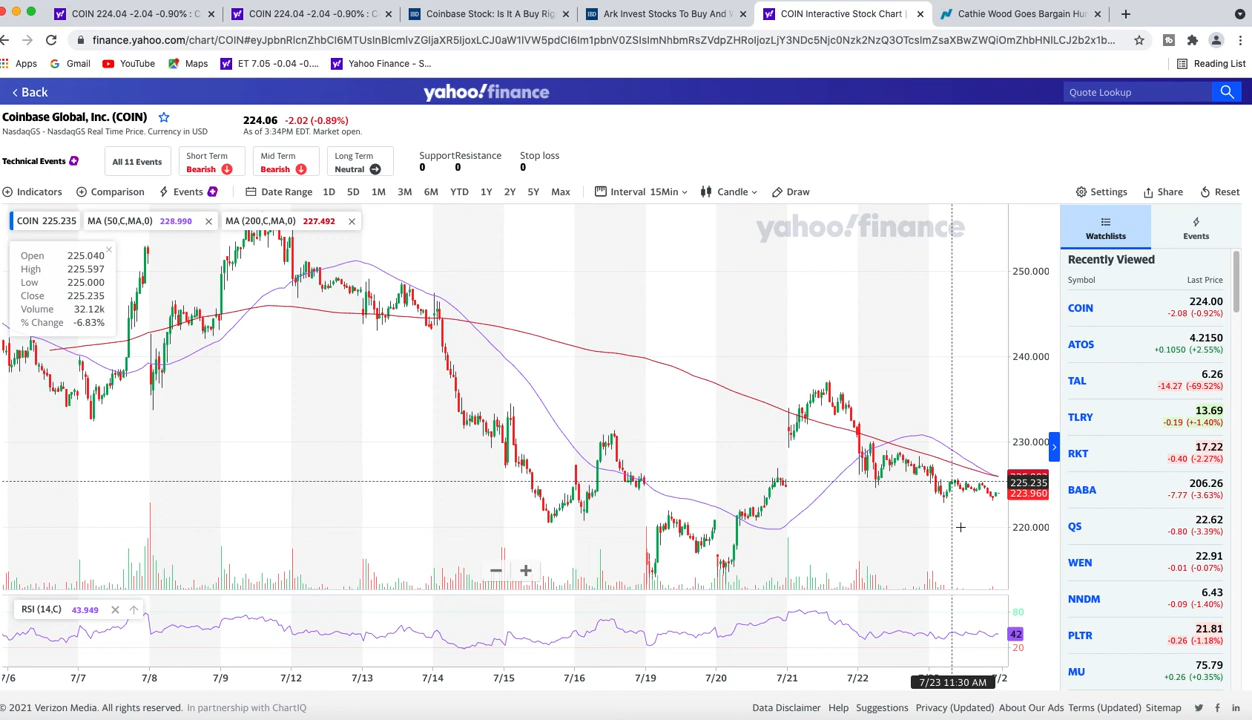 COIN 224.04 -2.04 -0.90% : C
COIN 224.04 -2.04 -0.90% : C
Coinbase Stock: Is It A Buy Rig
Ark Invest Stocks To Buy And W
COIN Interactive Stock Chart |
Cathie Wood Goes Bargain Hu
finance.yahoo.com/chart/COIN#eyJpbnRlcnZhbCI6MTUsInBlcmlvZGljaXR5IjoxLCJ0aW1lVW5pdCI6Im1pbnV0ZSIsImNhbmRsZVdpZHRoIjozLjY3NDc5Njc0Nzk2NzQ3OTcsImZsaXBwZWQiOmZhbHNlLCJ2b2x1b...
Apps
Gmail
YouTube
Maps
ET 7.05 -0.04 -0....
Yahoo Finance - S...
Reading List
Back
yahoo!finance
Quote Lookup
Coinbase Global, Inc. (COIN)
NasdaqGS - NasdaqGS Real Time Price. Currency in USD
224.06 -2.02 (-0.89%)
As of 3:34PM EDT. Market open.
Technical Events
All 11 Events
Short Term
Bearish
Mid Term
Bearish
Long Term
Neutral
Support
0
Resistance
0
Stop loss
0
Indicators
Comparison
Events
Date Range 1D 5D 1M 3M 6M YTD 1Y 2Y 5Y Max
Interval 15Min
Candle
Draw
Settings
Share
Reset
COIN 225.235
MA (50,C,MA,0) 228.990
MA (200,C,MA,0) 227.492
yahoo!finance
Open 225.040
High 225.597
Low 225.000
Close 225.235
Volume 32.12k
% Change -6.83%
250.000
240.000
230.000
225.235
223.960
220.000
RSI (14,C) 43.949
80
42
20
7/6 7/7 7/8 7/9 7/12 7/13 7/14 7/15 7/16 7/19 7/20 7/21 7/22 7/2
7/23 11:30 AM
Watchlists
Events
Recently Viewed
Symbol Last Price
COIN 224.00
-2.08 (-0.92%)
ATOS 4.2150
+0.1050 (+2.55%)
TAL 6.26
-14.27 (-69.52%)
TLRY 13.69
-0.19 (+-1.40%)
RKT 17.22
-0.40 (-2.27%)
BABA 206.26
-7.77 (-3.63%)
QS 22.62
-0.80 (-3.39%)
WEN 22.91
-0.01 (-0.07%)
NNDM 6.43
-0.09 (-1.40%)
PLTR 21.81
-0.26 (-1.18%)
MU 75.79
+0.26 (+0.35%)
© 2021 Verizon Media. All rights reserved. In partnership with ChartIQ
Data Disclaimer Help Suggestions Privacy (Updated) About Our Ads Terms (Updated) Sitemap